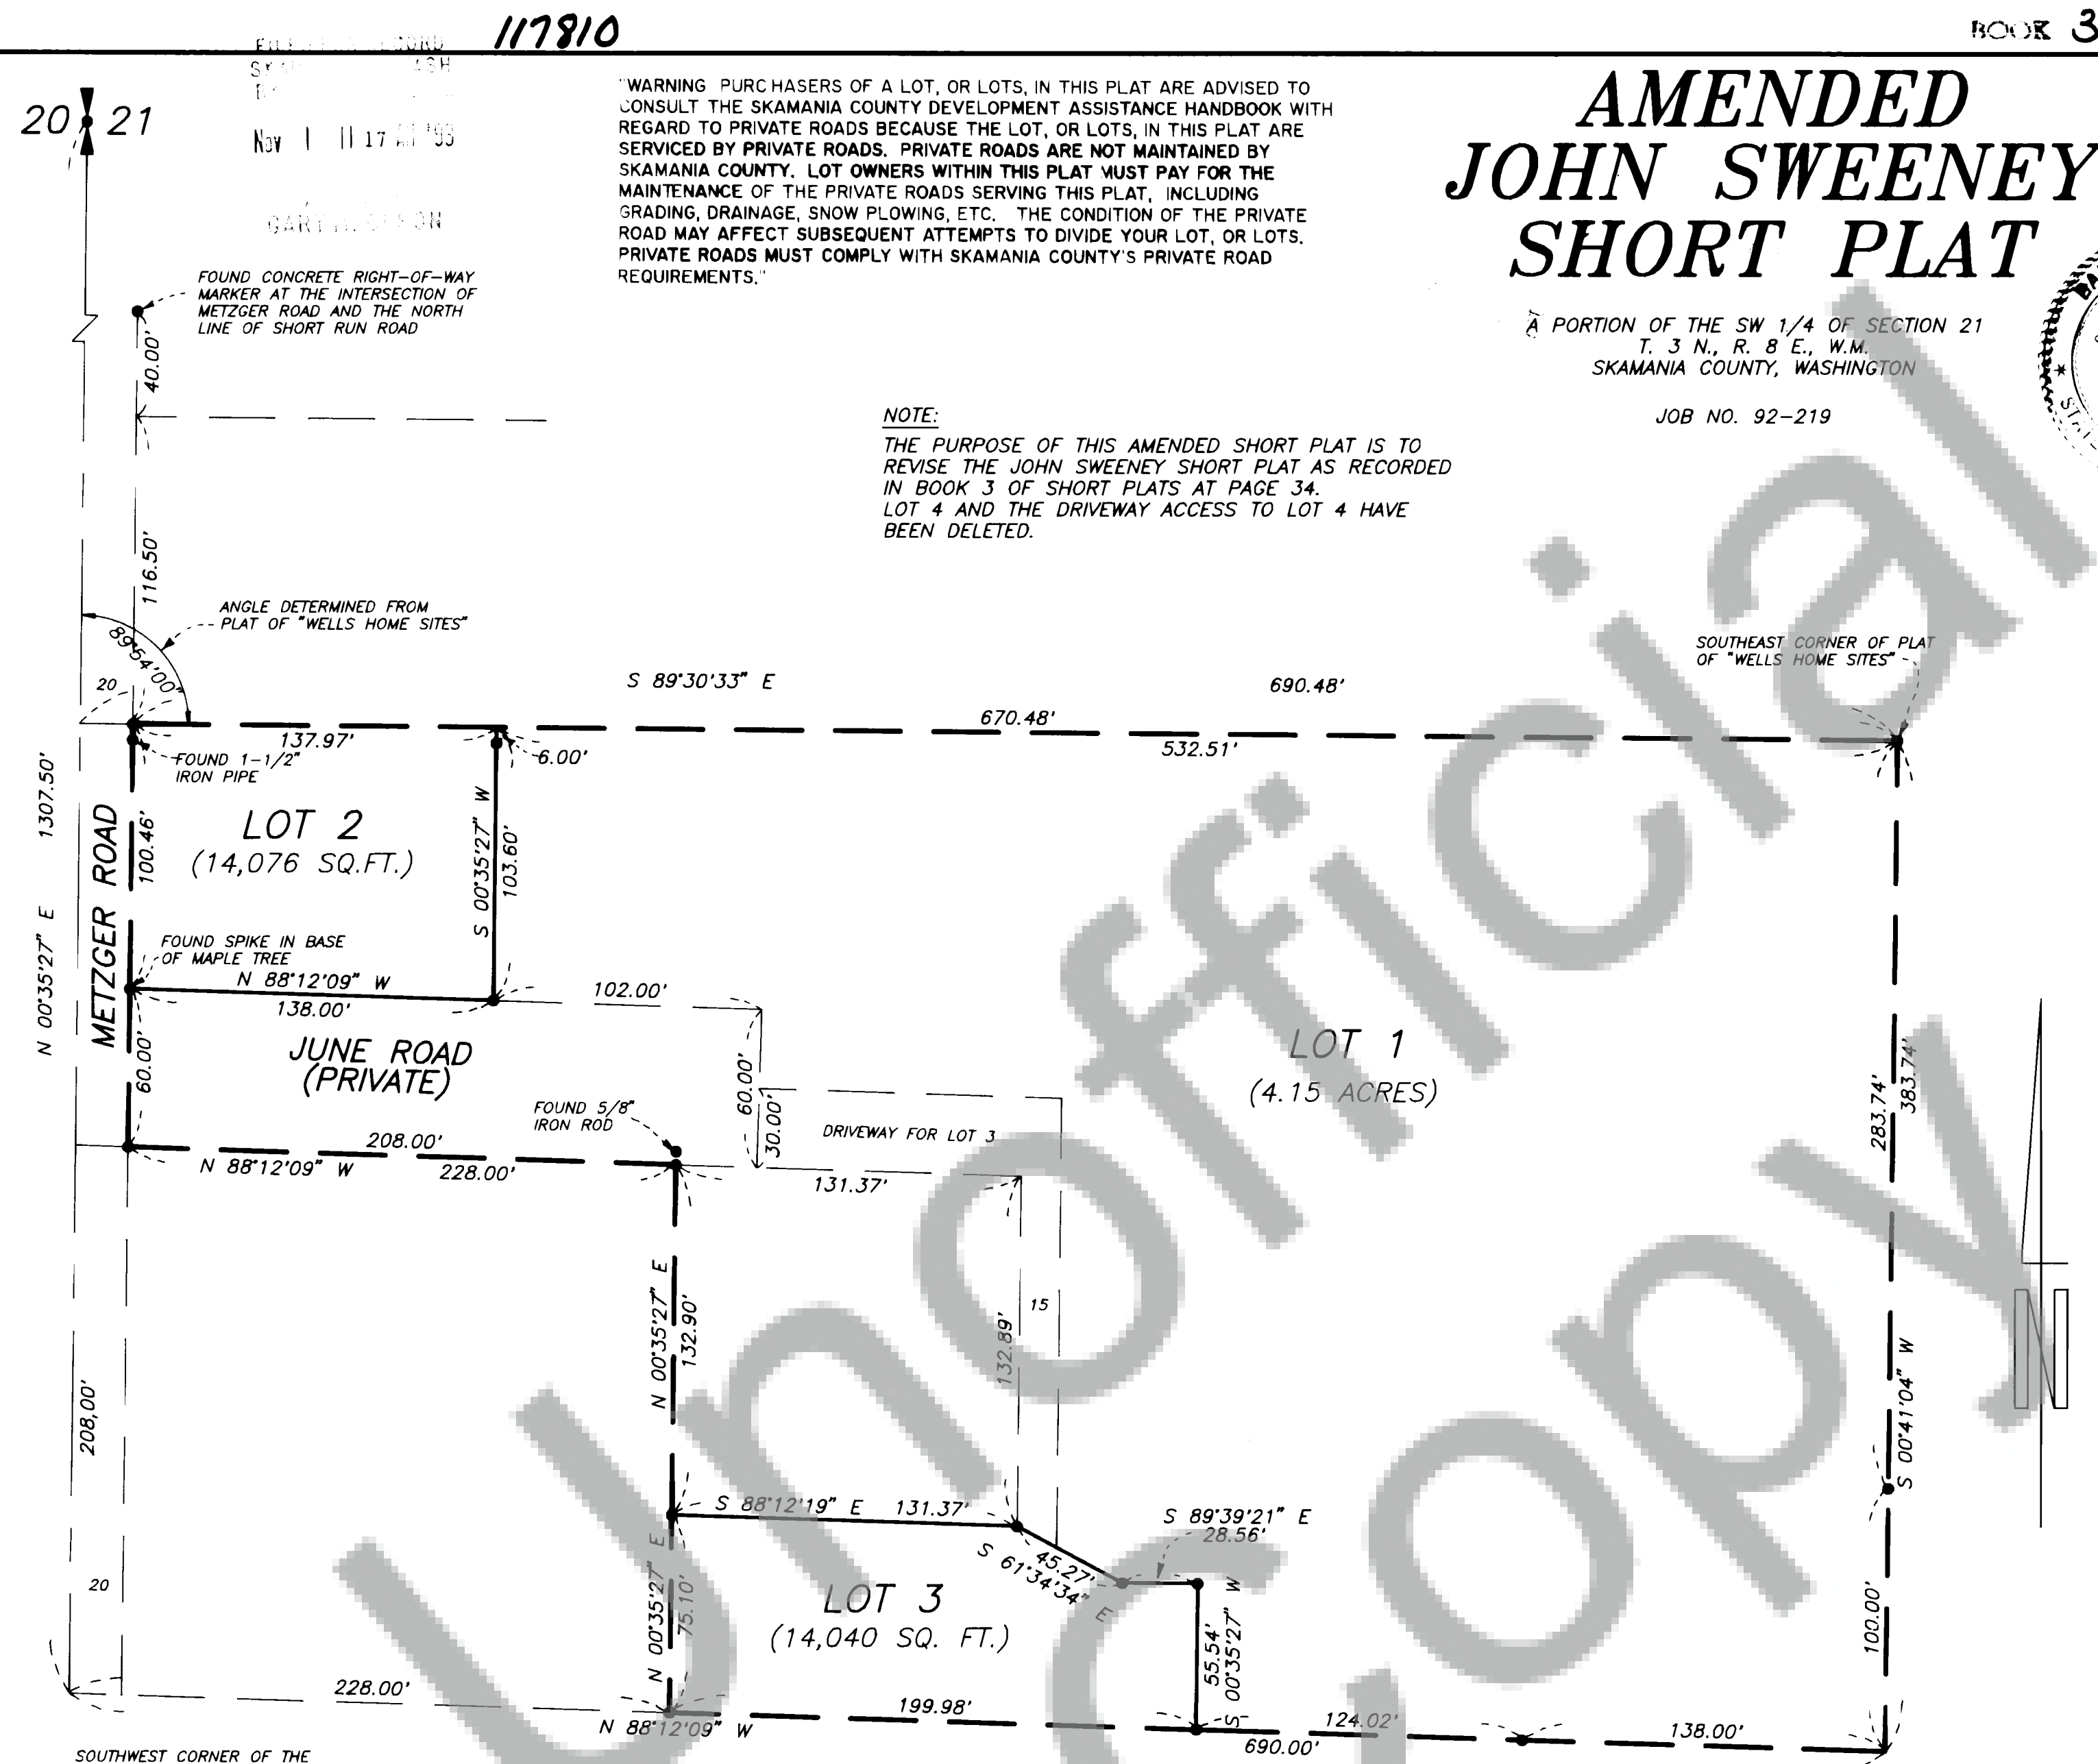 117810
BOOK 3
20 21
Nov 1 11 17 AM '93
"WARNING PURCHASERS OF A LOT, OR LOTS, IN THIS PLAT ARE ADVISED TO
CONSULT THE SKAMANIA COUNTY DEVELOPMENT ASSISTANCE HANDBOOK WITH
REGARD TO PRIVATE ROADS BECAUSE THE LOT, OR LOTS, IN THIS PLAT ARE
SERVICED BY PRIVATE ROADS. PRIVATE ROADS ARE NOT MAINTAINED BY
SKAMANIA COUNTY. LOT OWNERS WITHIN THIS PLAT MUST PAY FOR THE
MAINTENANCE OF THE PRIVATE ROADS SERVING THIS PLAT, INCLUDING
GRADING, DRAINAGE, SNOW PLOWING, ETC. THE CONDITION OF THE PRIVATE
ROAD MAY AFFECT SUBSEQUENT ATTEMPTS TO DIVIDE YOUR LOT, OR LOTS.
PRIVATE ROADS MUST COMPLY WITH SKAMANIA COUNTY'S PRIVATE ROAD
REQUIREMENTS."
AMENDED
JOHN SWEENEY
SHORT PLAT
A PORTION OF THE SW 1/4 OF SECTION 21
T. 3 N., R. 8 E., W.M.
SKAMANIA COUNTY, WASHINGTON
JOB NO. 92-219
FOUND CONCRETE RIGHT-OF-WAY
MARKER AT THE INTERSECTION OF
METZGER ROAD AND THE NORTH
LINE OF SHORT RUN ROAD
40.00'
NOTE:
THE PURPOSE OF THIS AMENDED SHORT PLAT IS TO
REVISE THE JOHN SWEENEY SHORT PLAT AS RECORDED
IN BOOK 3 OF SHORT PLATS AT PAGE 34.
LOT 4 AND THE DRIVEWAY ACCESS TO LOT 4 HAVE
BEEN DELETED.
116.50'
ANGLE DETERMINED FROM
PLAT OF "WELLS HOME SITES"
89°54'00"
20
SOUTHEAST CORNER OF PLAT
OF "WELLS HOME SITES"
S 89°30'33" E
690.48'
670.48'
137.97'
6.00'
532.51'
FOUND 1-1/2"
IRON PIPE
N 00°35'27" E 1307.50'
METZGER ROAD
100.46'
LOT 2
(14,076 SQ.FT.)
S 00°35'27" W
103.60'
FOUND SPIKE IN BASE
OF MAPLE TREE
N 88°12'09" W
138.00'
102.00'
JUNE ROAD
(PRIVATE)
60.00'
60.00'
30.00'
LOT 1
(4.15 ACRES)
283.74'
383.74'
FOUND 5/8"
IRON ROD
DRIVEWAY FOR LOT 3
208.00'
N 88°12'09" W
228.00'
131.37'
N 00°35'27" E
132.90'
132.89'
15
S 00°41'04" W
208.00'
20
S 88°12'19" E 131.37'
S 89°39'21" E
28.56'
45.27'
S 61°34'34" E
N 00°35'27" E
75.10'
LOT 3
(14,040 SQ. FT.)
55.54'
S 00°35'27" W
100.00'
228.00'
N 88°12'09" W
199.98'
124.02'
690.00'
138.00'
SOUTHWEST CORNER OF THE
Unofficial
Copy